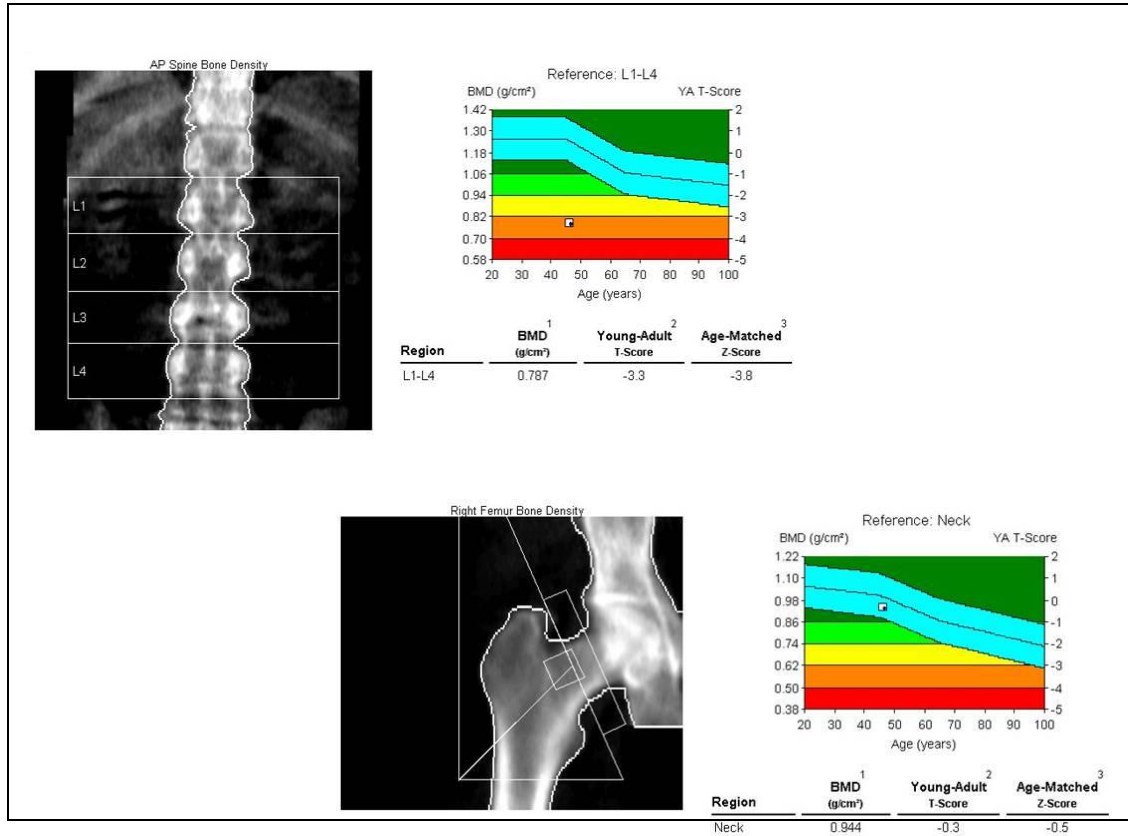 AP Spine Bone Density
L1
L2
L3
L4
Reference: L1-L4
BMD (g/cm²) YA T-Score
1.42 2
1.30 1
1.18 0
1.06 -1
0.94 -2
0.82 -3
0.70 -4
0.58 -5
20 30 40 50 60 70 80 90 100
Age (years)
BMD 1 Young-Adult 2 Age-Matched 3
Region (g/cm²) T-Score Z-Score
L1-L4 0.787 -3.3 -3.8
Right Femur Bone Density
Reference: Neck
BMD (g/cm²) YA T-Score
1.22 2
1.10 1
0.98 0
0.86 -1
0.74 -2
0.62 -3
0.50 -4
0.38 -5
20 30 40 50 60 70 80 90 100
Age (years)
BMD 1 Young-Adult 2 Age-Matched 3
Region (g/cm²) T-Score Z-Score
Neck 0.944 -0.3 -0.5